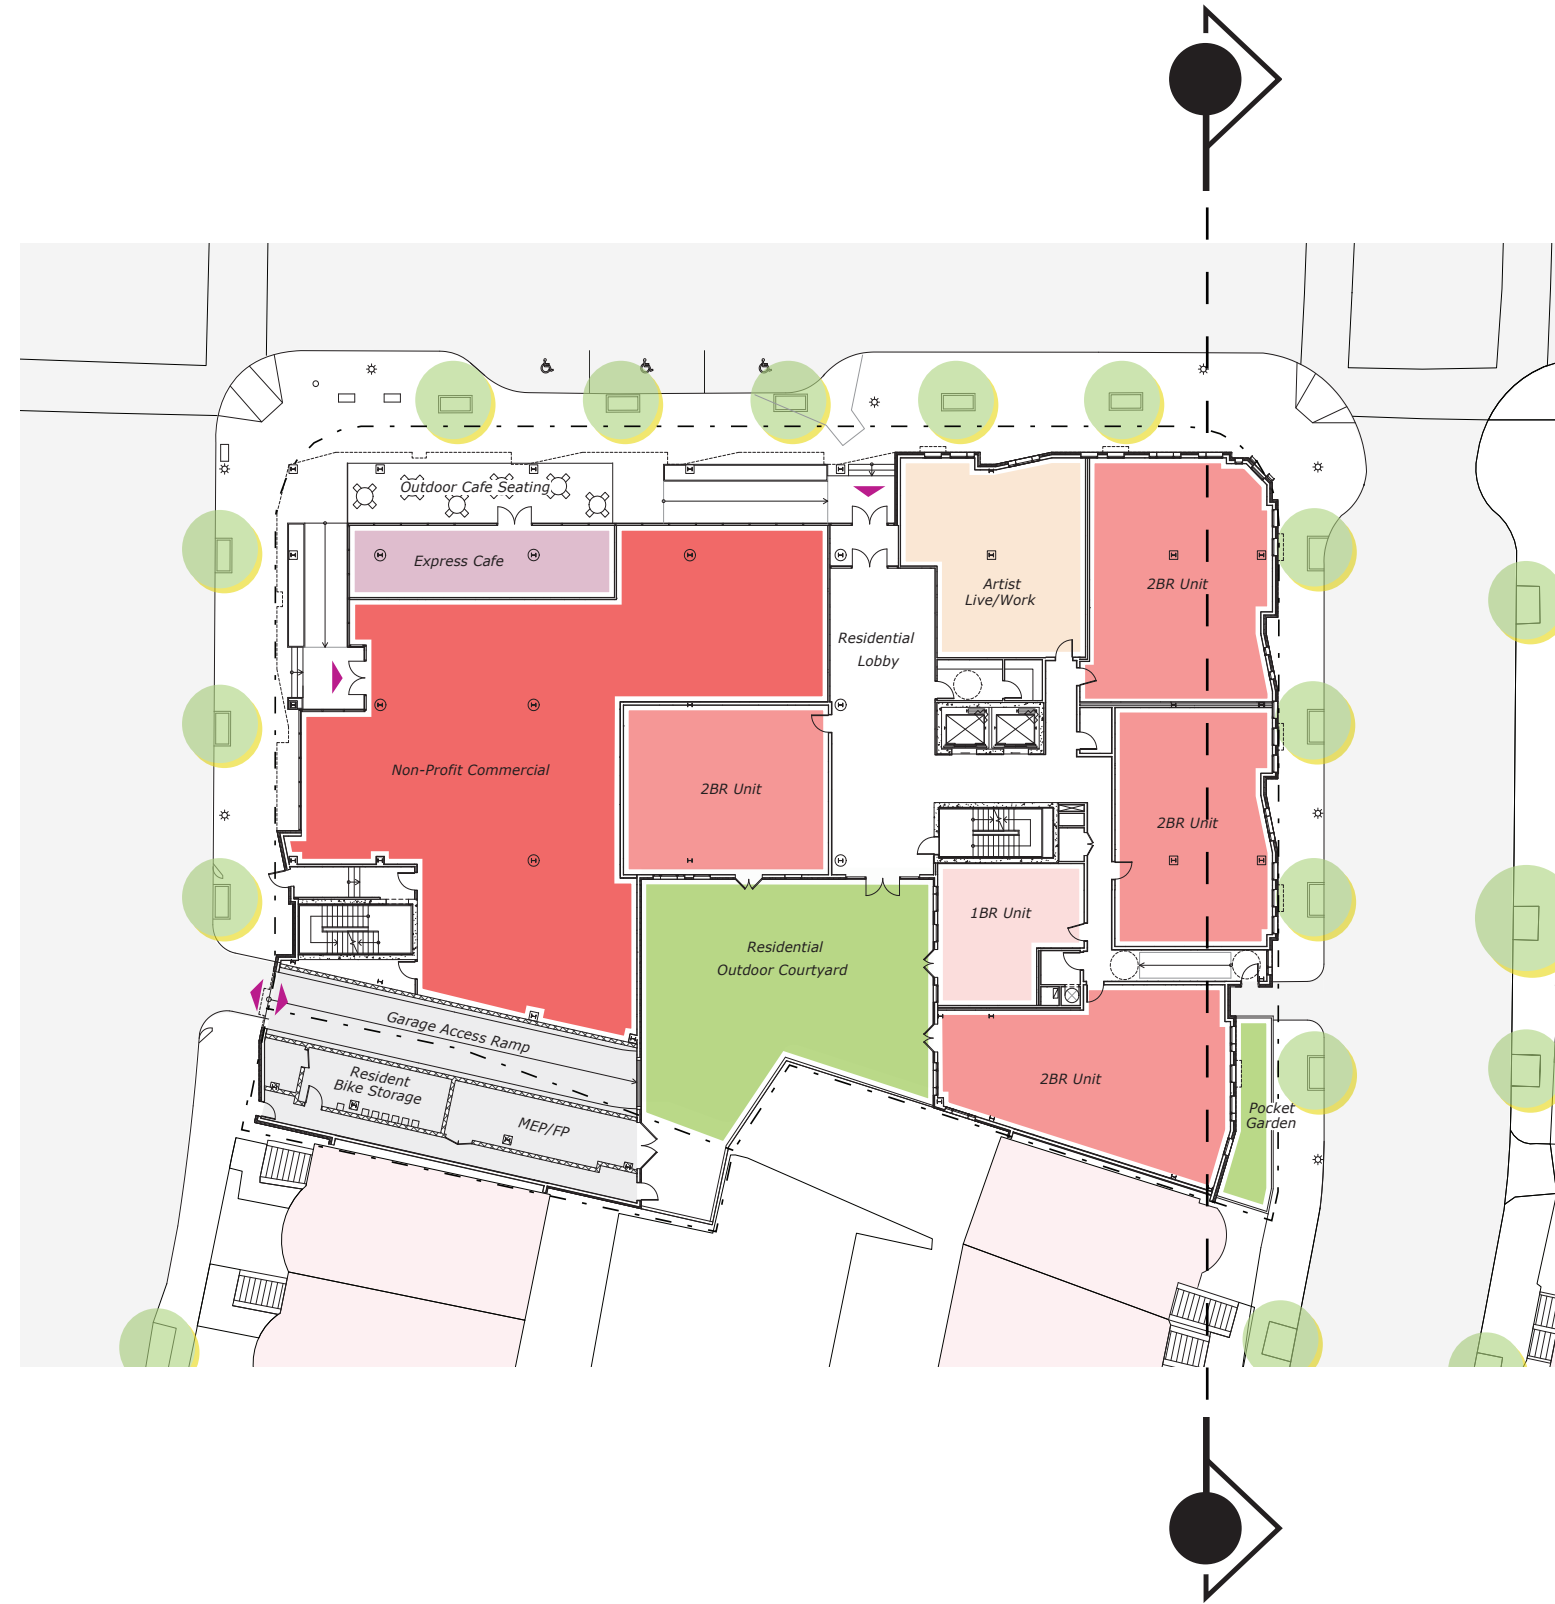 Outdoor Cafe Seating
Express Cafe
Artist
Live/Work
2BR Unit
Residential
Lobby
Non-Profit Commercial
2BR Unit
2BR Unit
1BR Unit
Residential
Outdoor Courtyard
Garage Access Ramp
Resident
Bike Storage
MEP/FP
2BR Unit
Pocket
Garden